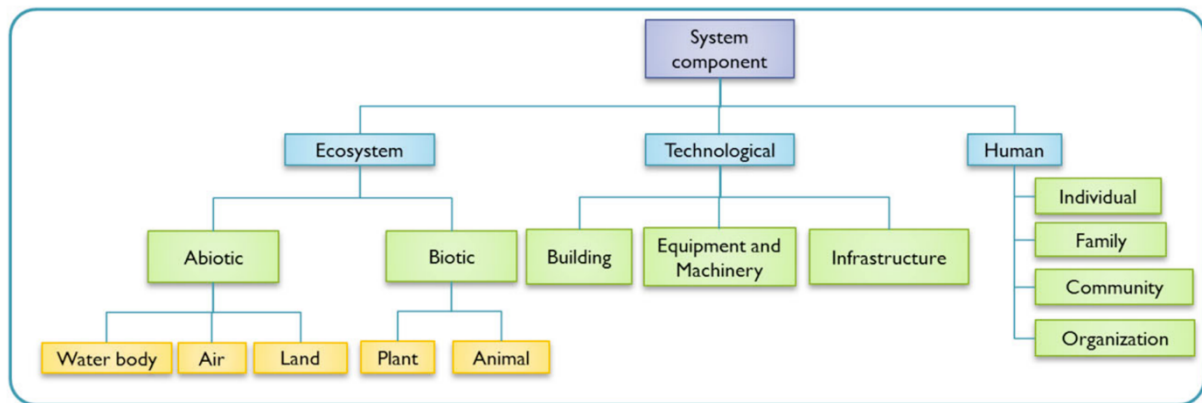 System
component
Ecosystem
Technological
Human
Abiotic
Biotic
Building
Equipment and
Machinery
Infrastructure
Individual
Family
Community
Organization
Water body
Air
Land
Plant
Animal